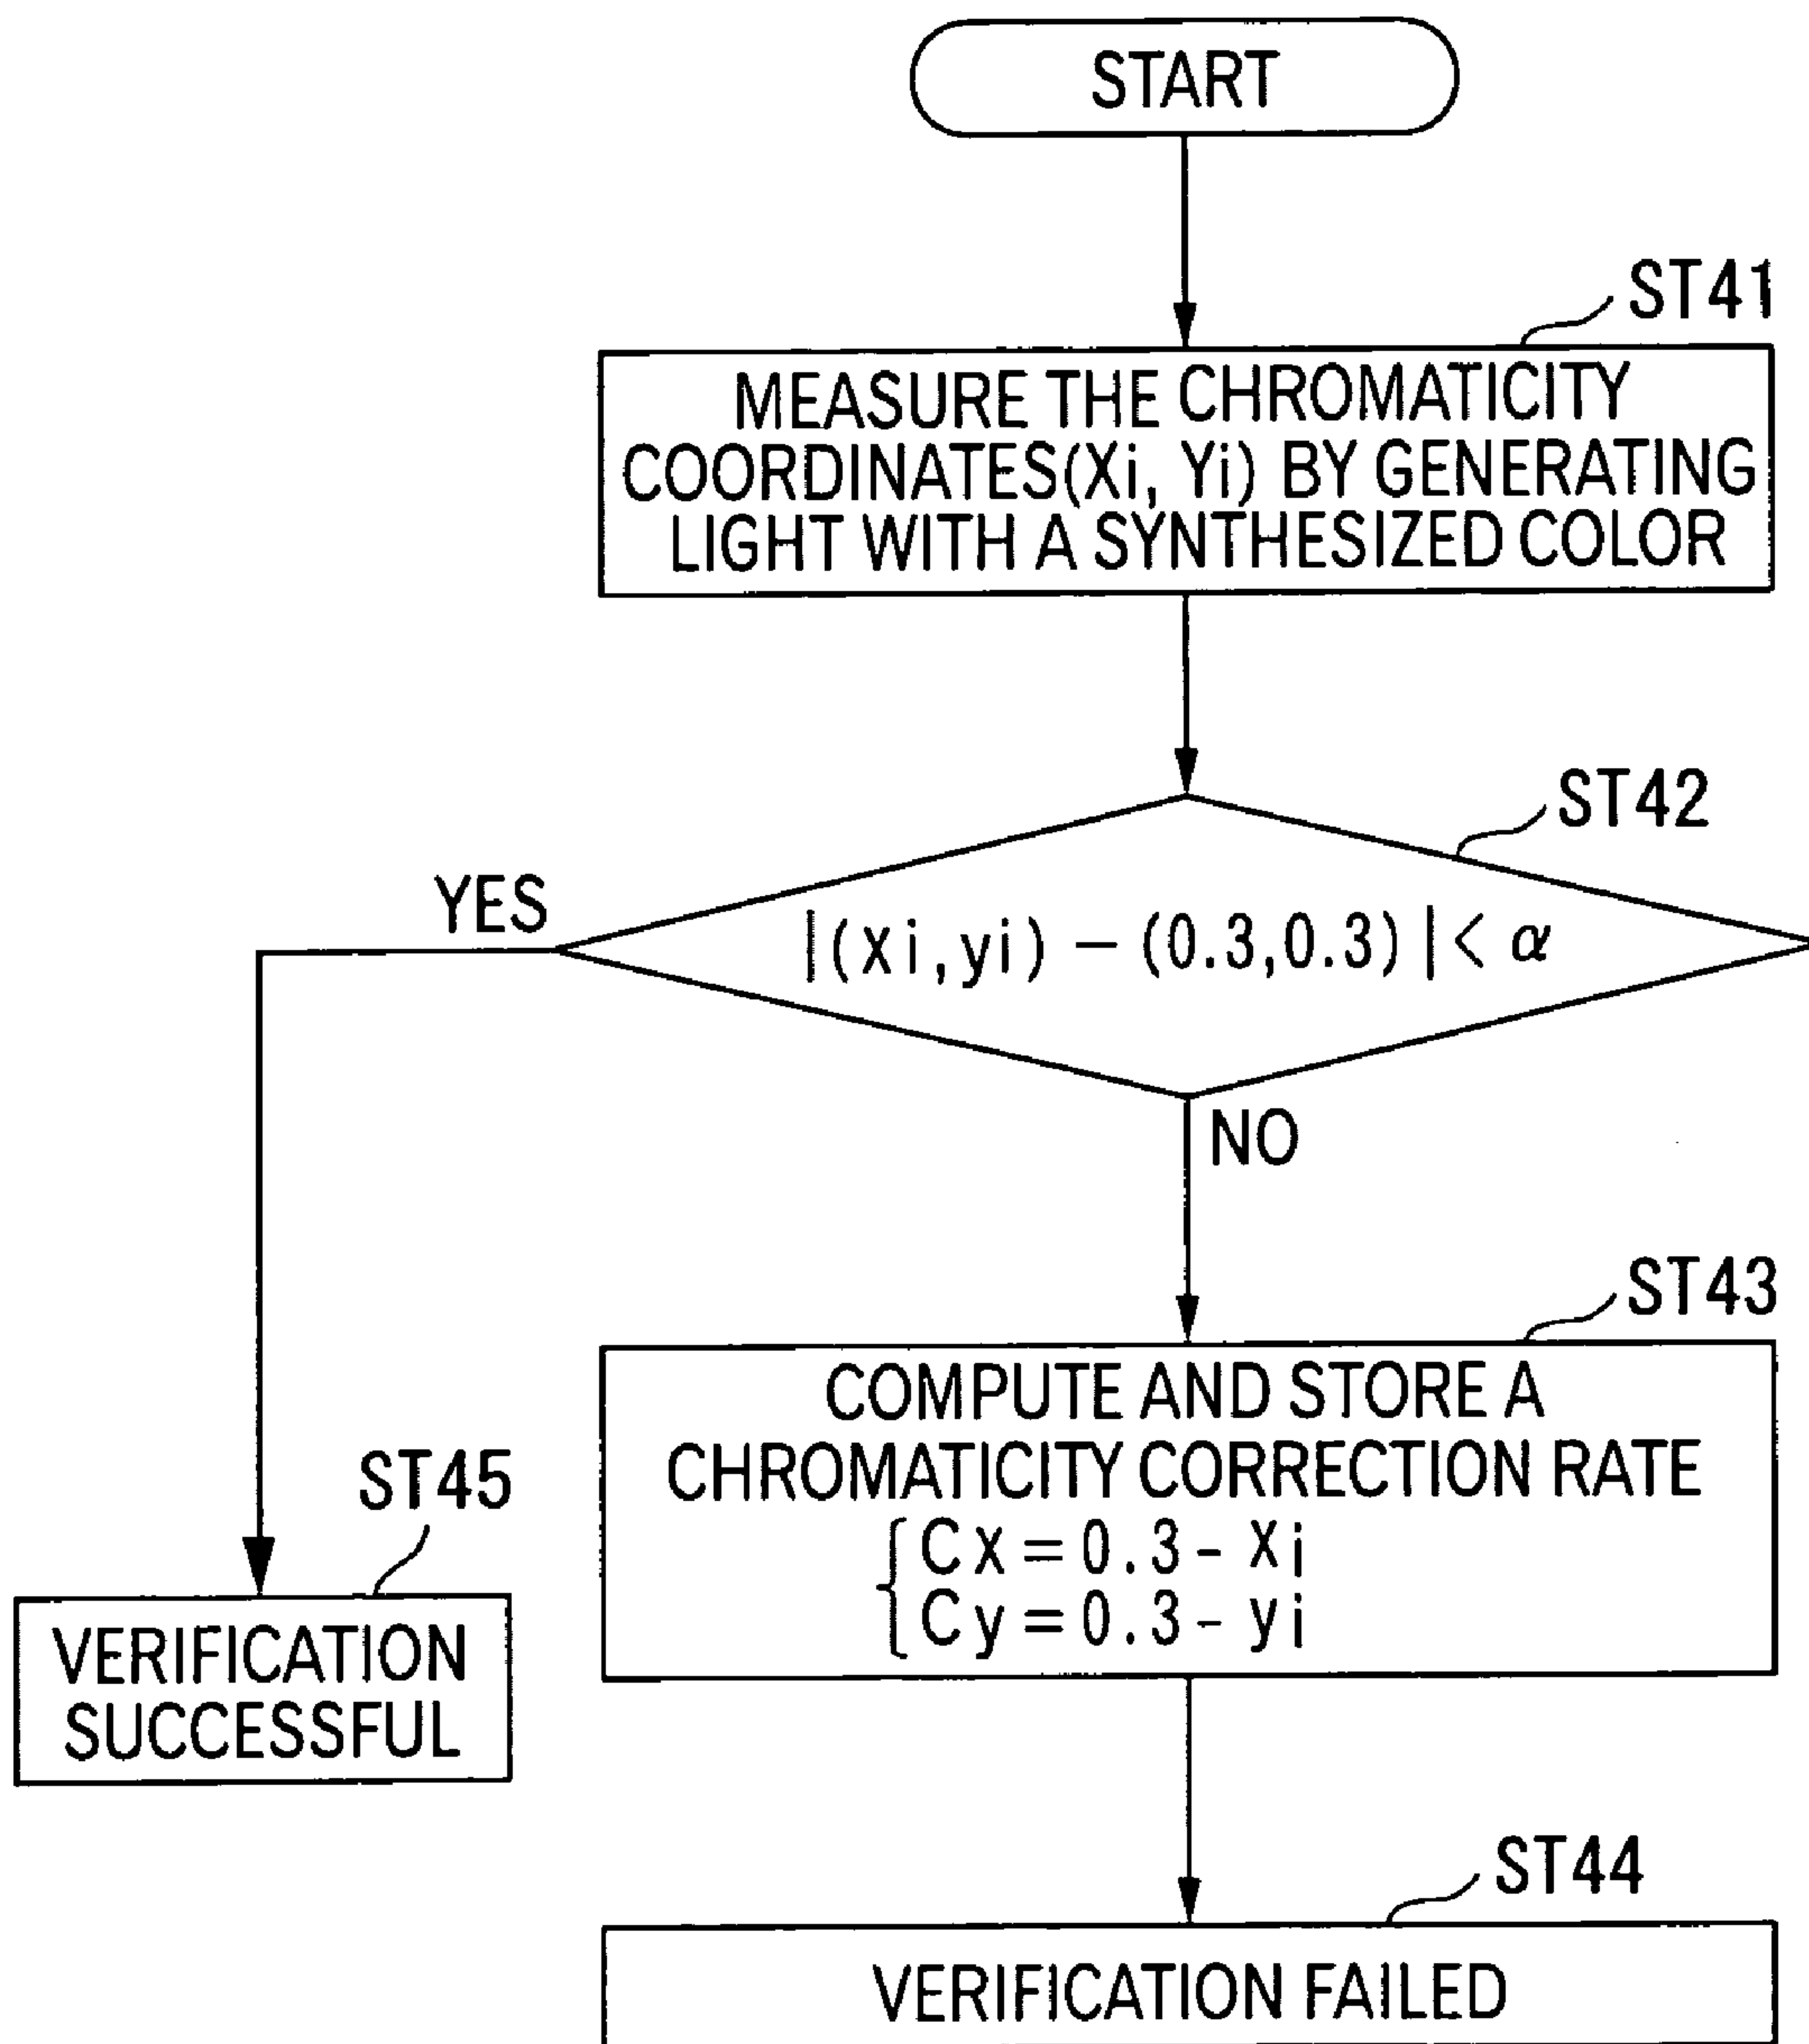 START
ST41
MEASURE THE CHROMATICITY
COORDINATES(Xi, Yi) BY GENERATING
LIGHT WITH A SYNTHESIZED COLOR
ST42
YES
|(xi,yi) − (0.3,0.3)| < α
NO
ST43
COMPUTE AND STORE A
CHROMATICITY CORRECTION RATE
Cx = 0.3 - xi
Cy = 0.3 - yi
ST45
VERIFICATION
SUCCESSFUL
ST44
VERIFICATION FAILED